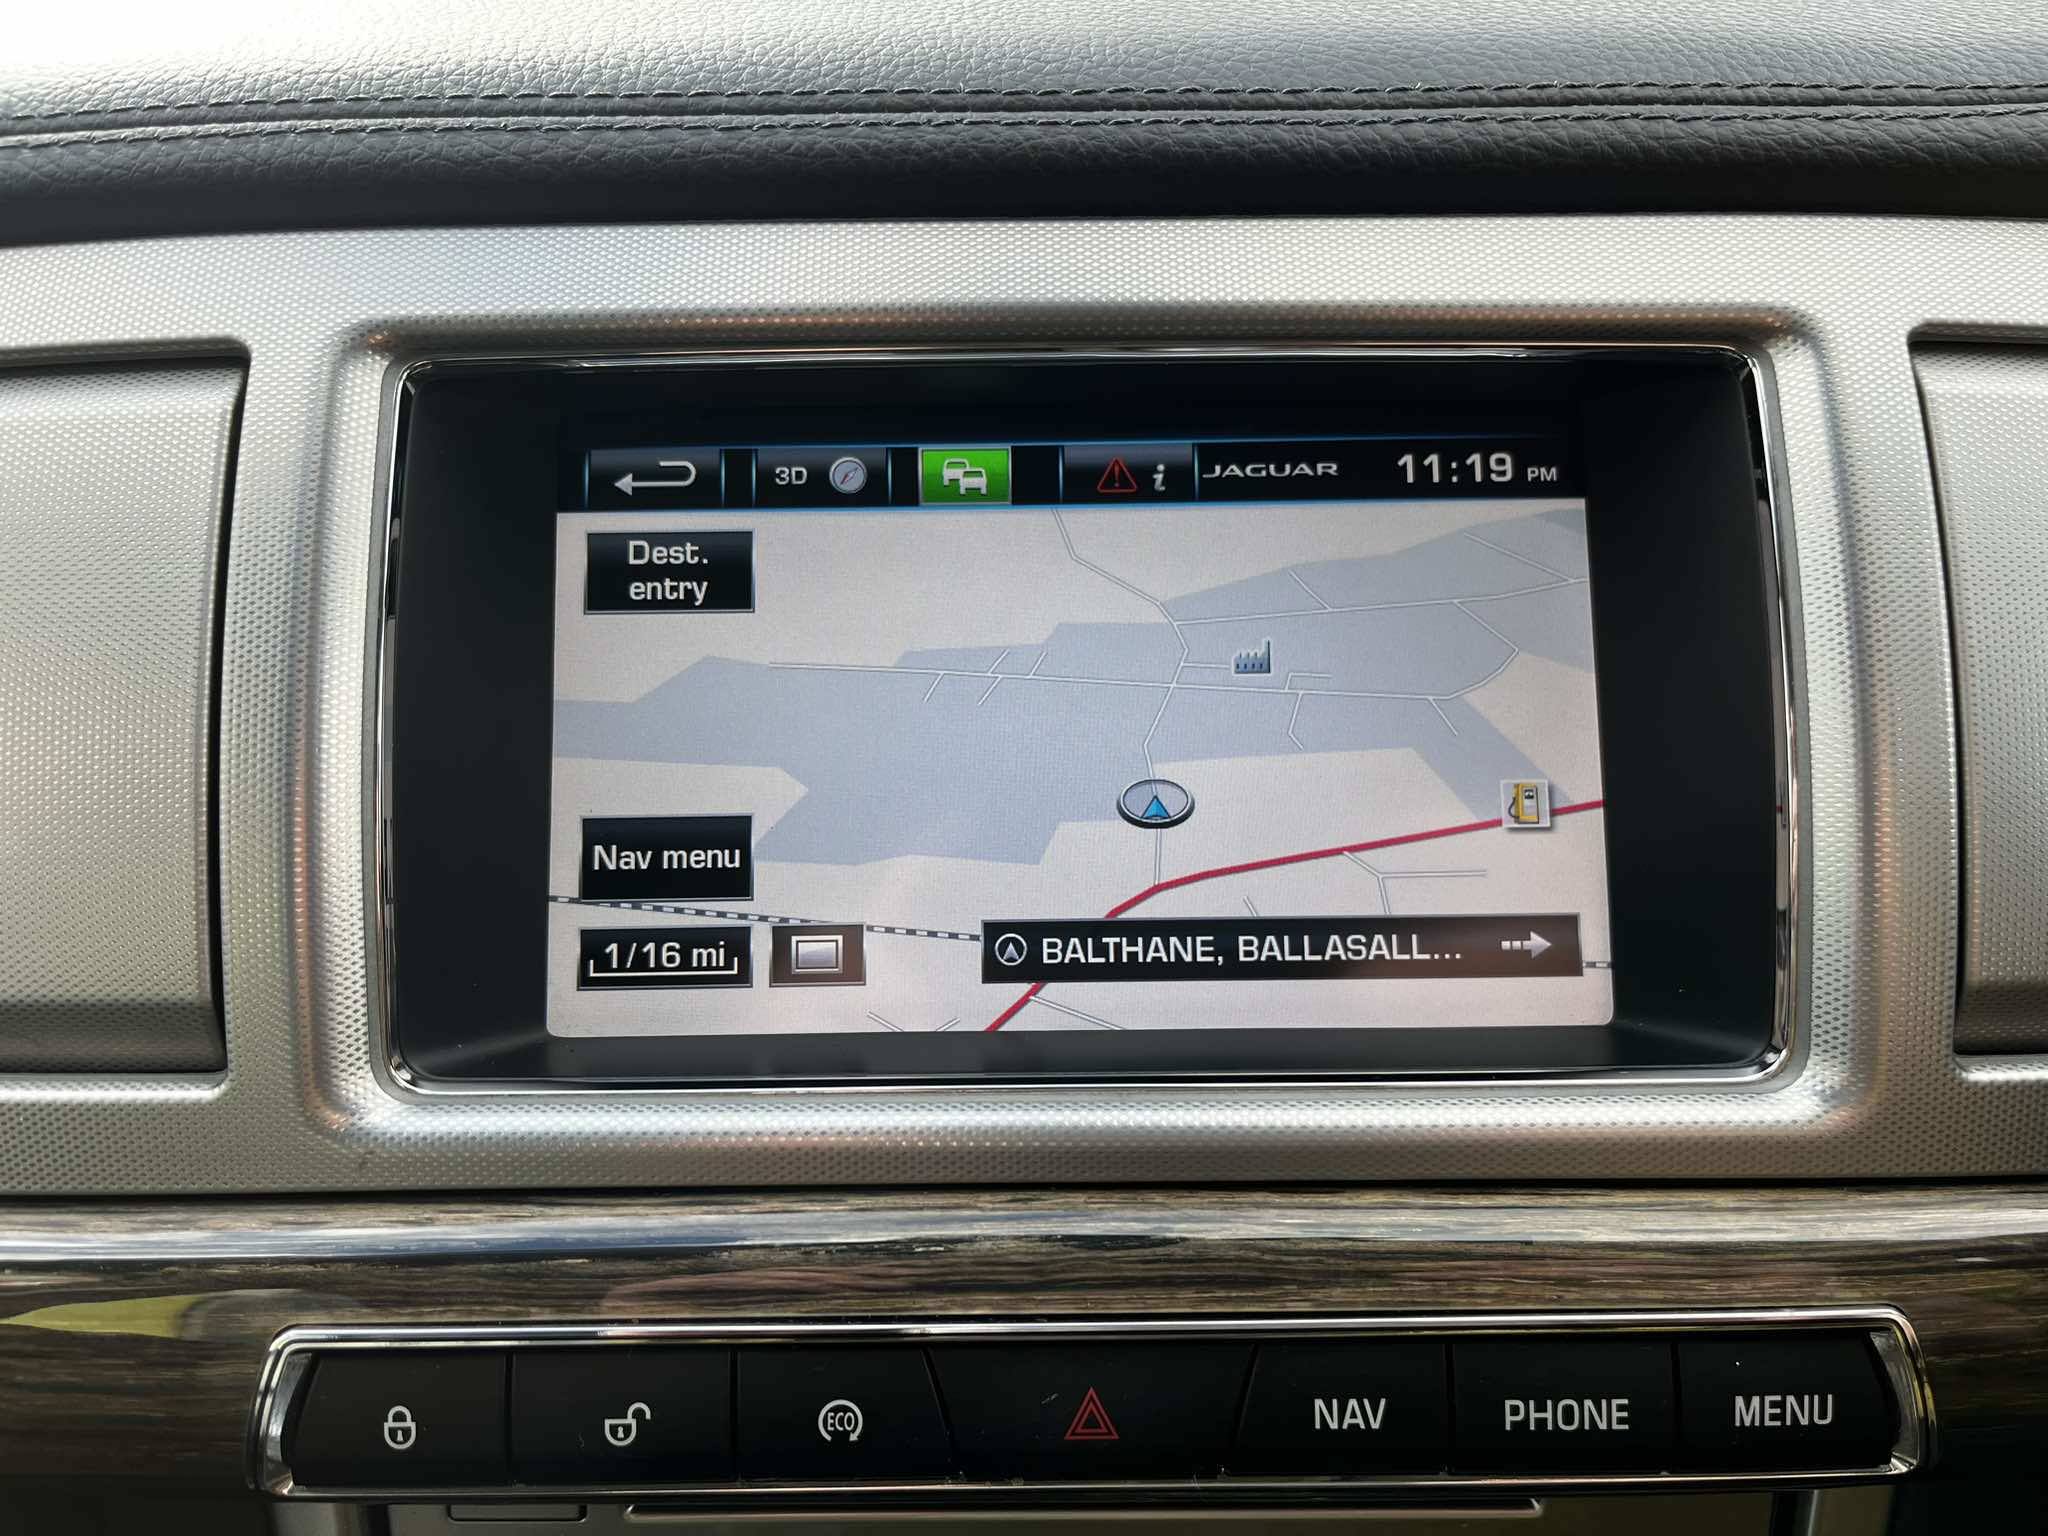 3D
i
JAGUAR
11:19 PM
Dest.
entry
Nav menu
1/16 mi
BALTHANE, BALLASALL...
ECO
NAV
PHONE
MENU